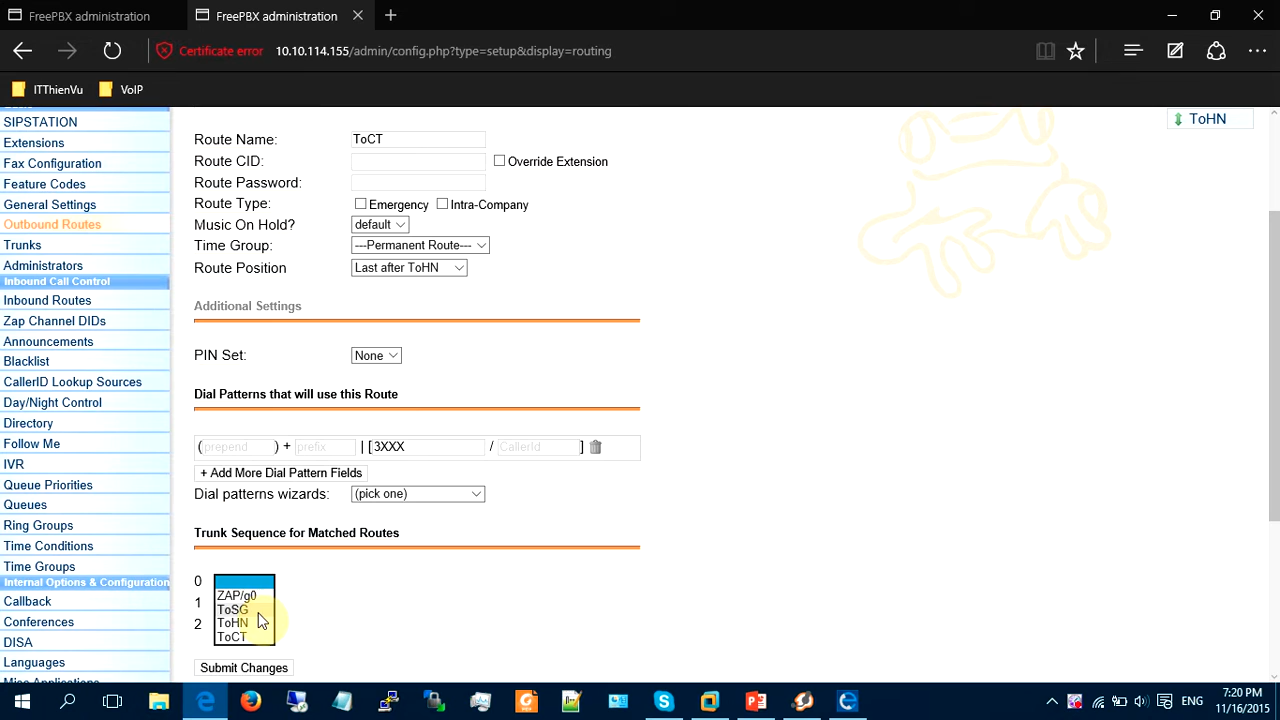 FreePBX administration
FreePBX administration
Certificate error 10.10.114.155/admin/config.php?type=setup&display=routing
ITThienVu VoIP
SIPSTATION
Extensions
Fax Configuration
Feature Codes
General Settings
Outbound Routes
Trunks
Administrators
Inbound Call Control
Inbound Routes
Zap Channel DIDs
Announcements
Blacklist
CallerID Lookup Sources
Day/Night Control
Directory
Follow Me
IVR
Queue Priorities
Queues
Ring Groups
Time Conditions
Time Groups
Internal Options & Configuration
Callback
Conferences
DISA
Languages
ToHN
Route Name: ToCT
Route CID: Override Extension
Route Password:
Route Type: Emergency Intra-Company
Music On Hold? default
Time Group: ---Permanent Route---
Route Position Last after ToHN
Additional Settings
PIN Set: None
Dial Patterns that will use this Route
(prepend) + prefix | [3XXX / CallerId ]
+ Add More Dial Pattern Fields
Dial patterns wizards: (pick one)
Trunk Sequence for Matched Routes
0
1
2
ZAP/g0
ToSG
ToHN
ToCT
Submit Changes
ENG
7:20 PM
11/16/2015